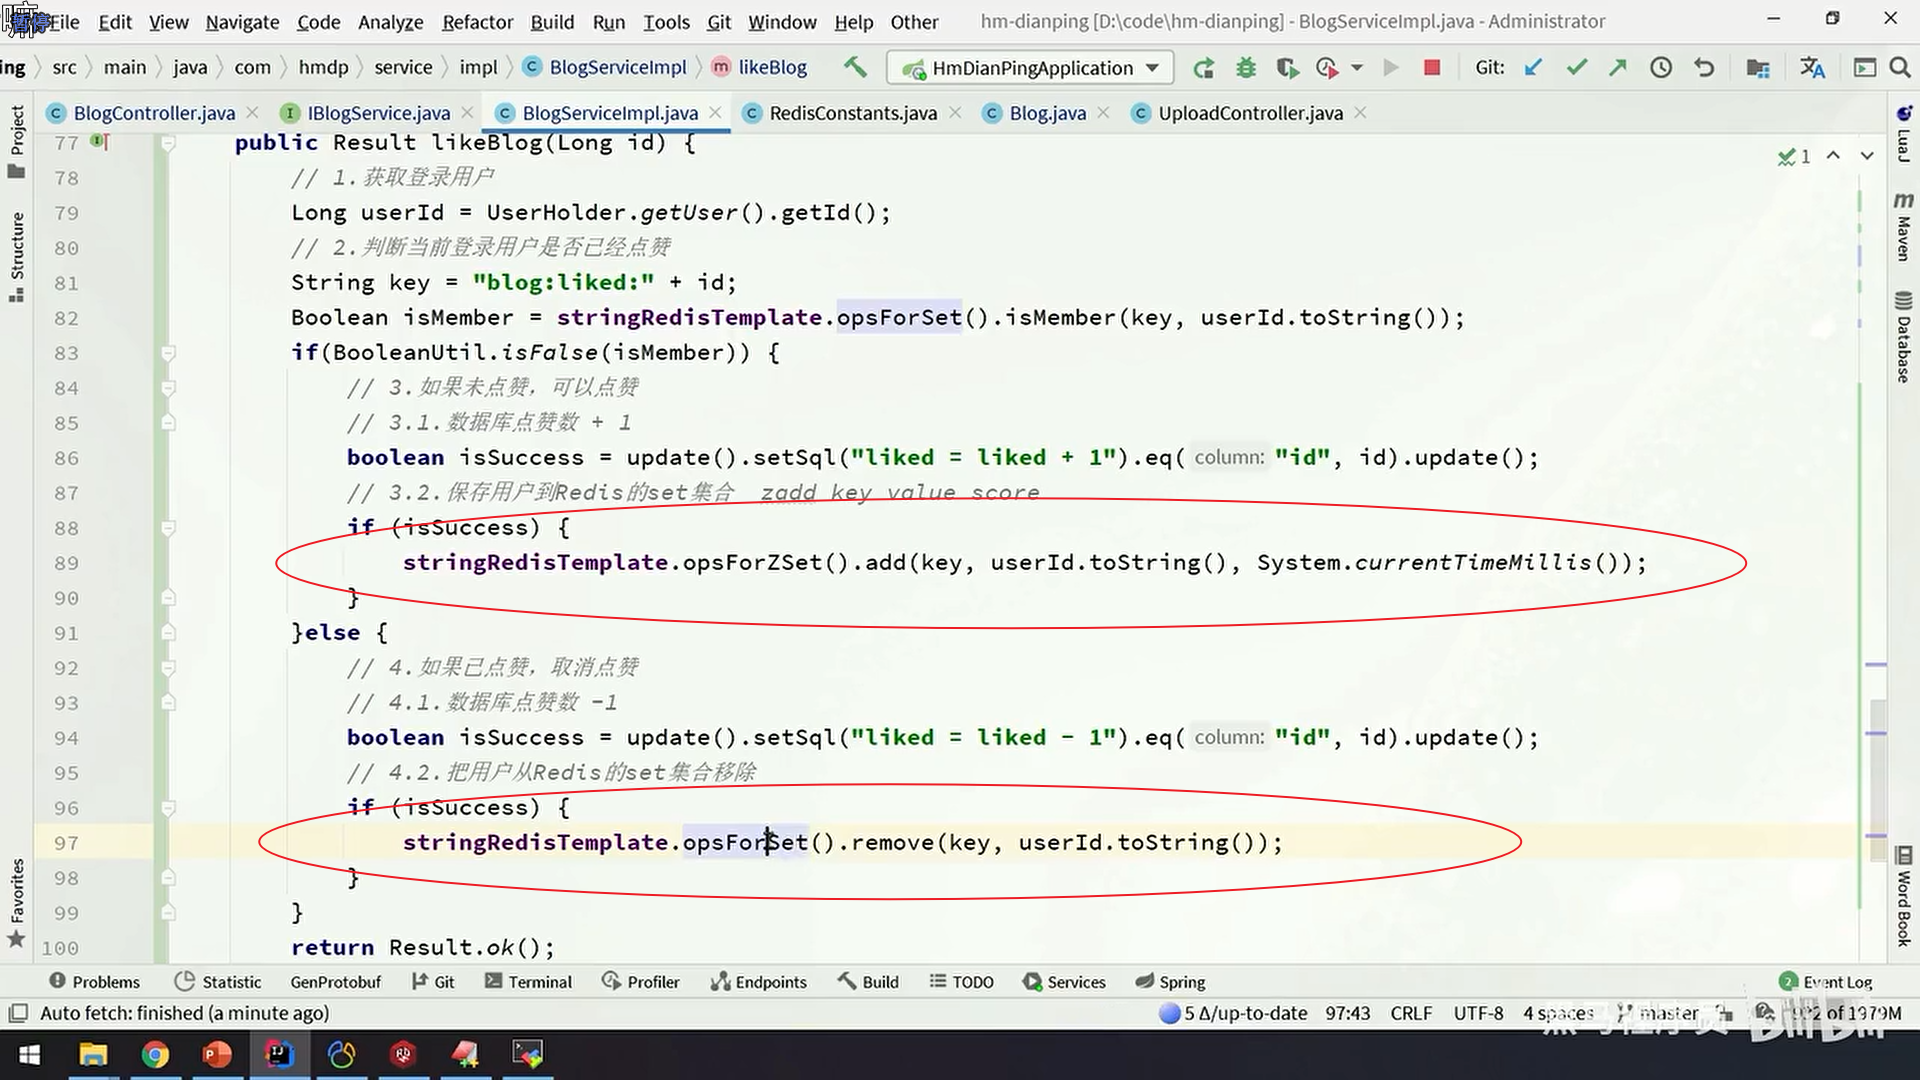 暂停
File Edit View Navigate Code Analyze Refactor Build Run Tools Git Window Help Other hm-dianping [D:\code\hm-dianping] - BlogServiceImpl.java - Administrator
ing src main java com hmdp service impl BlogServiceImpl likeBlog HmDianPingApplication Git:
BlogController.java IBlogService.java BlogServiceImpl.java RedisConstants.java Blog.java UploadController.java
77 public Result likeBlog(Long id) {
78 // 1.获取登录用户
79 Long userId = UserHolder.getUser().getId();
80 // 2.判断当前登录用户是否已经点赞
81 String key = "blog:liked:" + id;
82 Boolean isMember = stringRedisTemplate.opsForSet().isMember(key, userId.toString());
83 if(BooleanUtil.isFalse(isMember)) {
84 // 3.如果未点赞，可以点赞
85 // 3.1.数据库点赞数 + 1
86 boolean isSuccess = update().setSql("liked = liked + 1").eq( column: "id", id).update();
87 // 3.2.保存用户到Redis的set集合  zadd key value score
88 if (isSuccess) {
89 stringRedisTemplate.opsForZSet().add(key, userId.toString(), System.currentTimeMillis());
90 }
91 }else {
92 // 4.如果已点赞，取消点赞
93 // 4.1.数据库点赞数 -1
94 boolean isSuccess = update().setSql("liked = liked - 1").eq( column: "id", id).update();
95 // 4.2.把用户从Redis的set集合移除
96 if (isSuccess) {
97 stringRedisTemplate.opsForSet().remove(key, userId.toString());
98 }
99 }
100 return Result.ok();
1
Project
Structure
Favorites
LuaJ
Maven
Database
Word Book
Problems Statistic GenProtobuf Git Terminal Profiler Endpoints Build TODO Services Spring 2 Event Log
Auto fetch: finished (a minute ago) 5 Δ/up-to-date 97:43 CRLF UTF-8 4 spaces master of 1979M
黑马程序员 bilibili